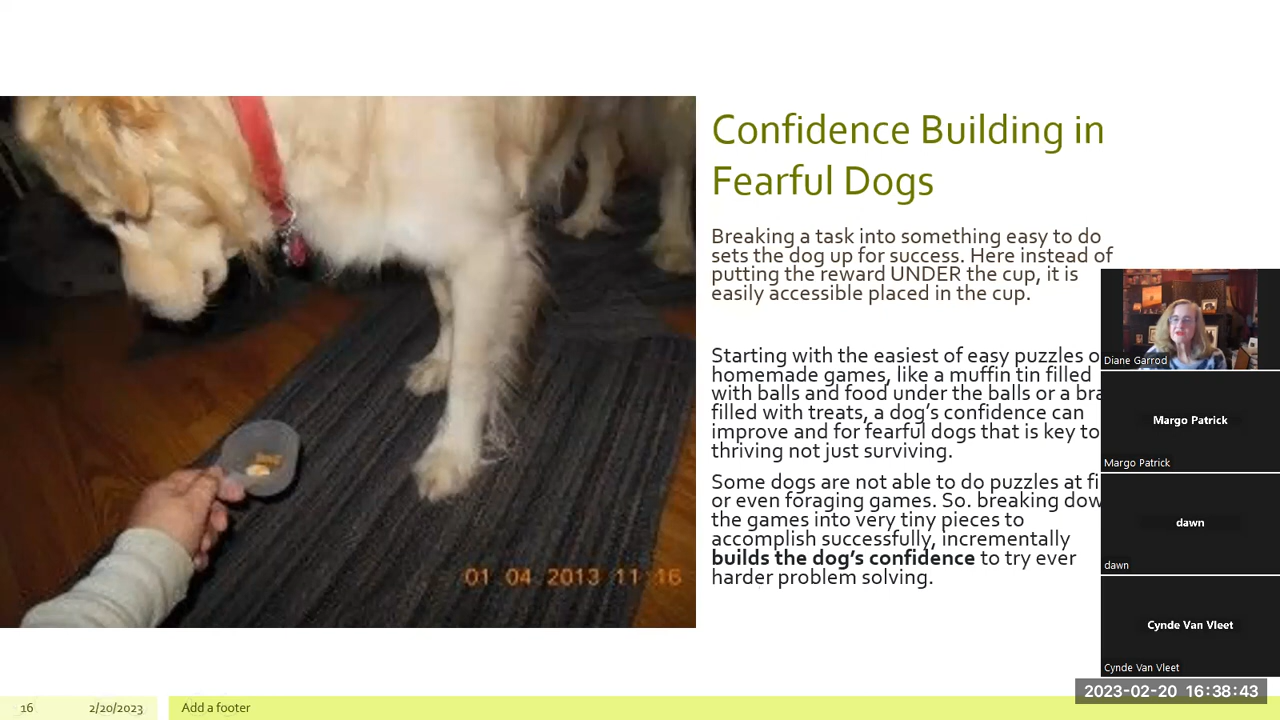 Confidence Building in
Fearful Dogs
Breaking a task into something easy to do
sets the dog up for success. Here instead of
putting the reward UNDER the cup, it is
easily accessible placed in the cup.
Starting with the easiest of easy puzzles
homemade games, like a muffin tin filled
with balls and food under the balls or a
filled with treats, a dog’s confidence can
improve and for fearful dogs that is key to
thriving not just surviving.
Some dogs are not able to do puzzles at
or even foraging games. So. breaking
the games into very tiny pieces to
accomplish successfully, incrementally
builds the dog’s confidence to try ever
harder problem solving.
01 04 2013 11 16
Diane Garrod
Margo Patrick
Margo Patrick
dawn
dawn
Cynde Van Vleet
Cynde Van Vleet
2023-02-20 16:38:43
16
2/20/2023
Add a footer